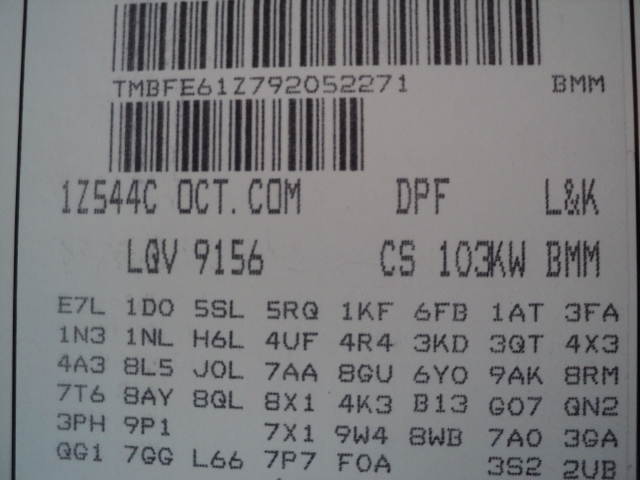 TMBFE61Z792052271 BMM
1Z544C OCT.COM DPF L&K
LQV 9156 CS 103KW BMM
E7L 1D0 5SL 5RQ 1KF 6FB 1AT 3FA
1N3 1NL H6L 4UF 4R4 3KD 3QT 4X3
4A3 8L5 J0L 7AA 8GU 6Y0 9AK 8RM
7T6 8AY 8QL 8X1 4K3 B13 G07 QN2
3PH 9P1 7X1 9W4 8WB 7A0 3GA
QG1 7GG L66 7P7 F0A 3S2 2UB